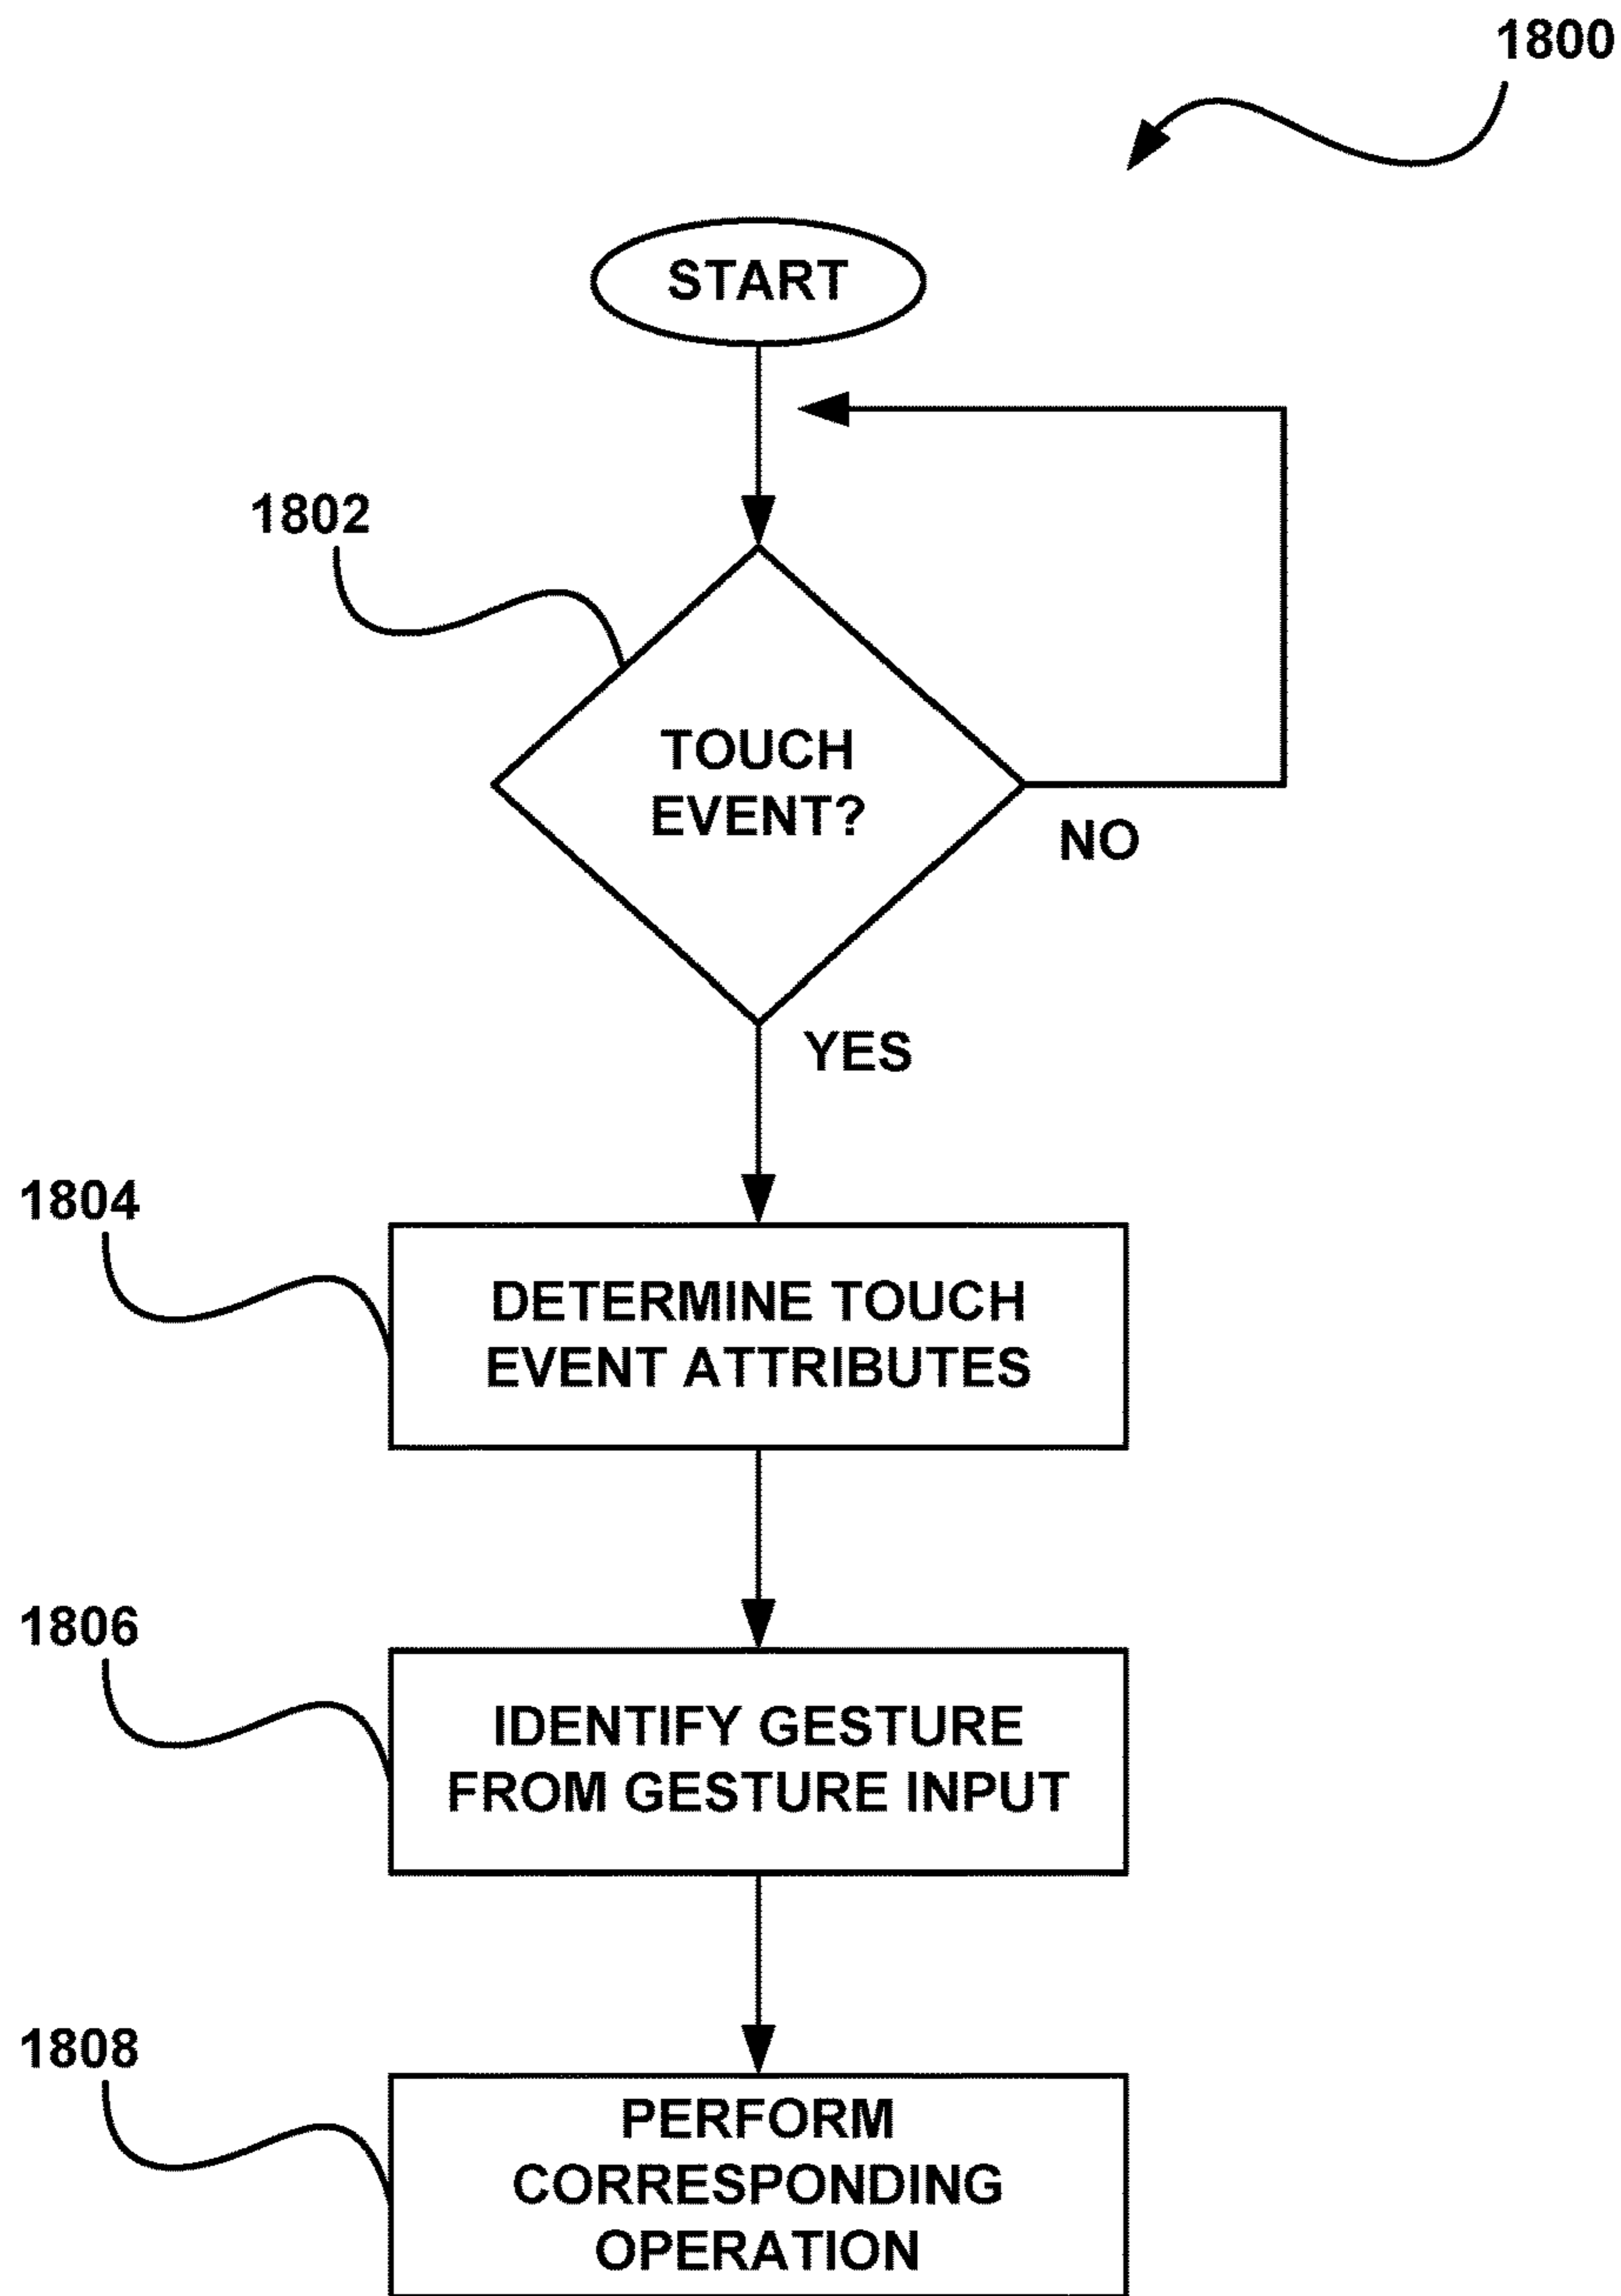 1800
START
1802
TOUCH
EVENT?
NO
YES
1804
DETERMINE TOUCH
EVENT ATTRIBUTES
1806
IDENTIFY GESTURE
FROM GESTURE INPUT
1808
PERFORM
CORRESPONDING
OPERATION